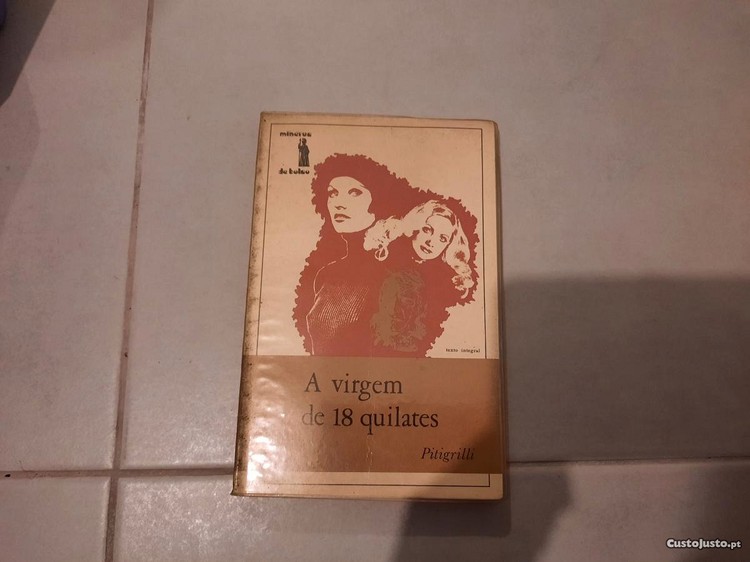 minerva
de bolso
texto integral
A virgem
de 18 quilates
Pitigrilli
CustoJusto.pt